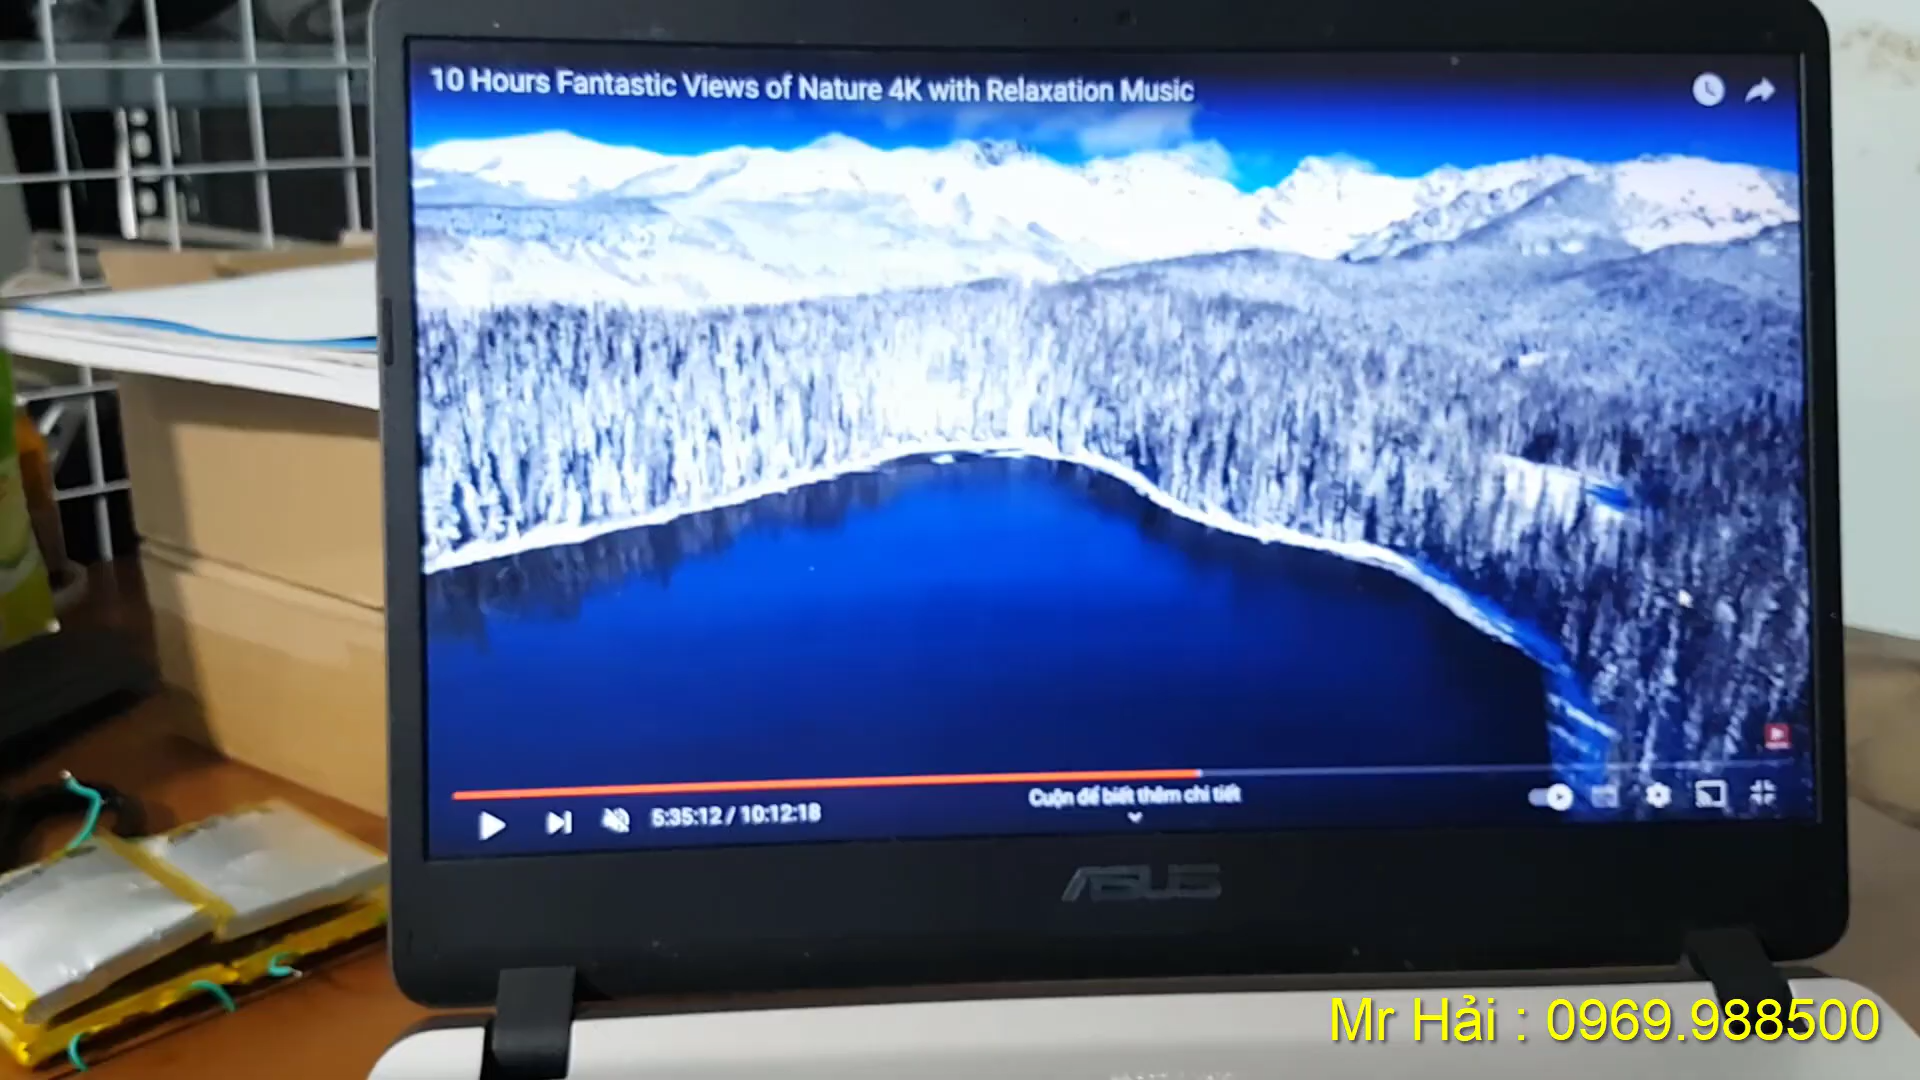 10 Hours Fantastic Views of Nature 4K with Relaxation Music
Cuộn để biết thêm chi tiết
5:35:12 / 10:12:18
ASUS
Mr Hải : 0969.988500